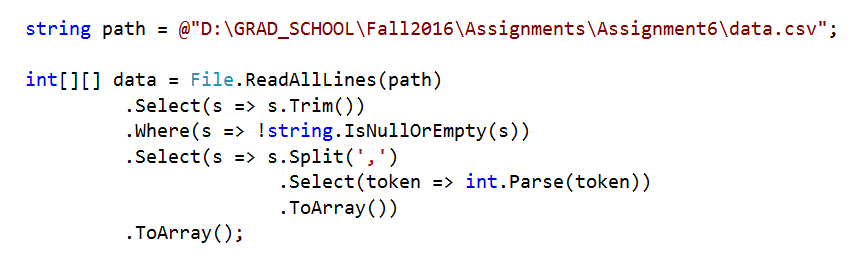 string path = @"D:\GRAD_SCHOOL\Fall2016\Assignments\Assignment6\data.csv";
int[][] data = File.ReadAllLines(path)
.Select(s => s.Trim())
.Where(s => !string.IsNullOrEmpty(s))
.Select(s => s.Split(',')
.Select(token => int.Parse(token))
.ToArray())
.ToArray();